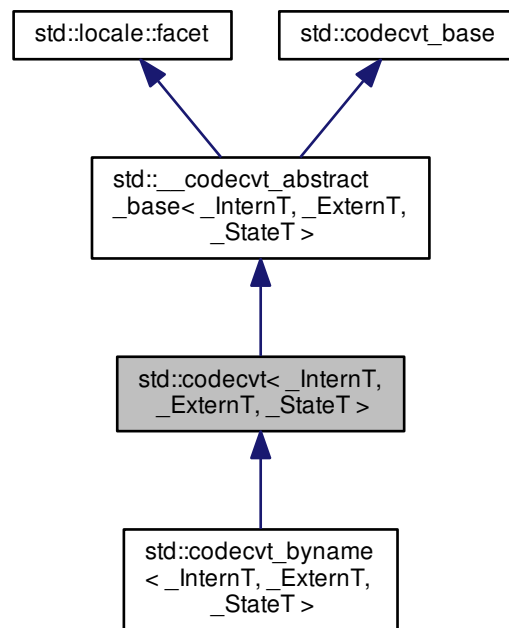 std::locale::facet
std::codecvt_base
std::__codecvt_abstract
_base< _InternT, _ExternT,
_StateT >
std::codecvt< _InternT,
_ExternT, _StateT >
std::codecvt_byname
< _InternT, _ExternT,
_StateT >